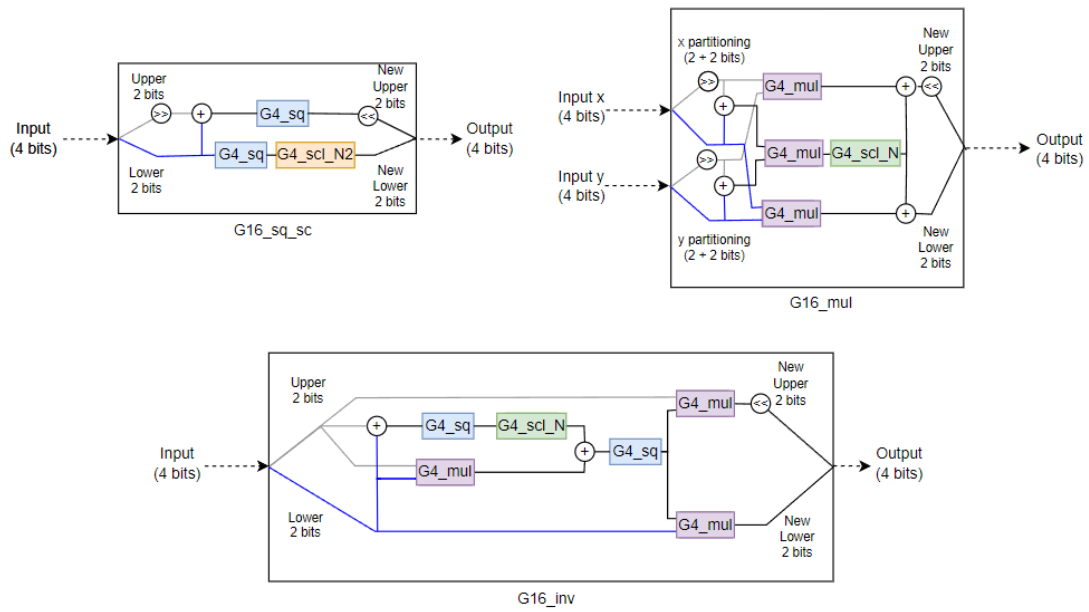 Upper
2 bits
New
Upper
2 bits
>>
+
G4_sq
<<
Input
(4 bits)
Output
(4 bits)
G4_sq
G4_scl_N2
Lower
2 bits
New
Lower
2 bits
G16_sq_sc
x partitioning
(2 + 2 bits)
New
Upper
2 bits
>>
G4_mul
+
<<
Input x
(4 bits)
+
G4_mul
G4_scl_N
Output
(4 bits)
>>
Input y
(4 bits)
+
G4_mul
+
y partitioning
(2 + 2 bits)
New
Lower
2 bits
G16_mul
Upper
2 bits
New
Upper
2 bits
G4_mul
<<
+
G4_sq
G4_scl_N
Input
(4 bits)
G4_mul
+
G4_sq
Output
(4 bits)
Lower
2 bits
G4_mul
New
Lower
2 bits
G16_inv